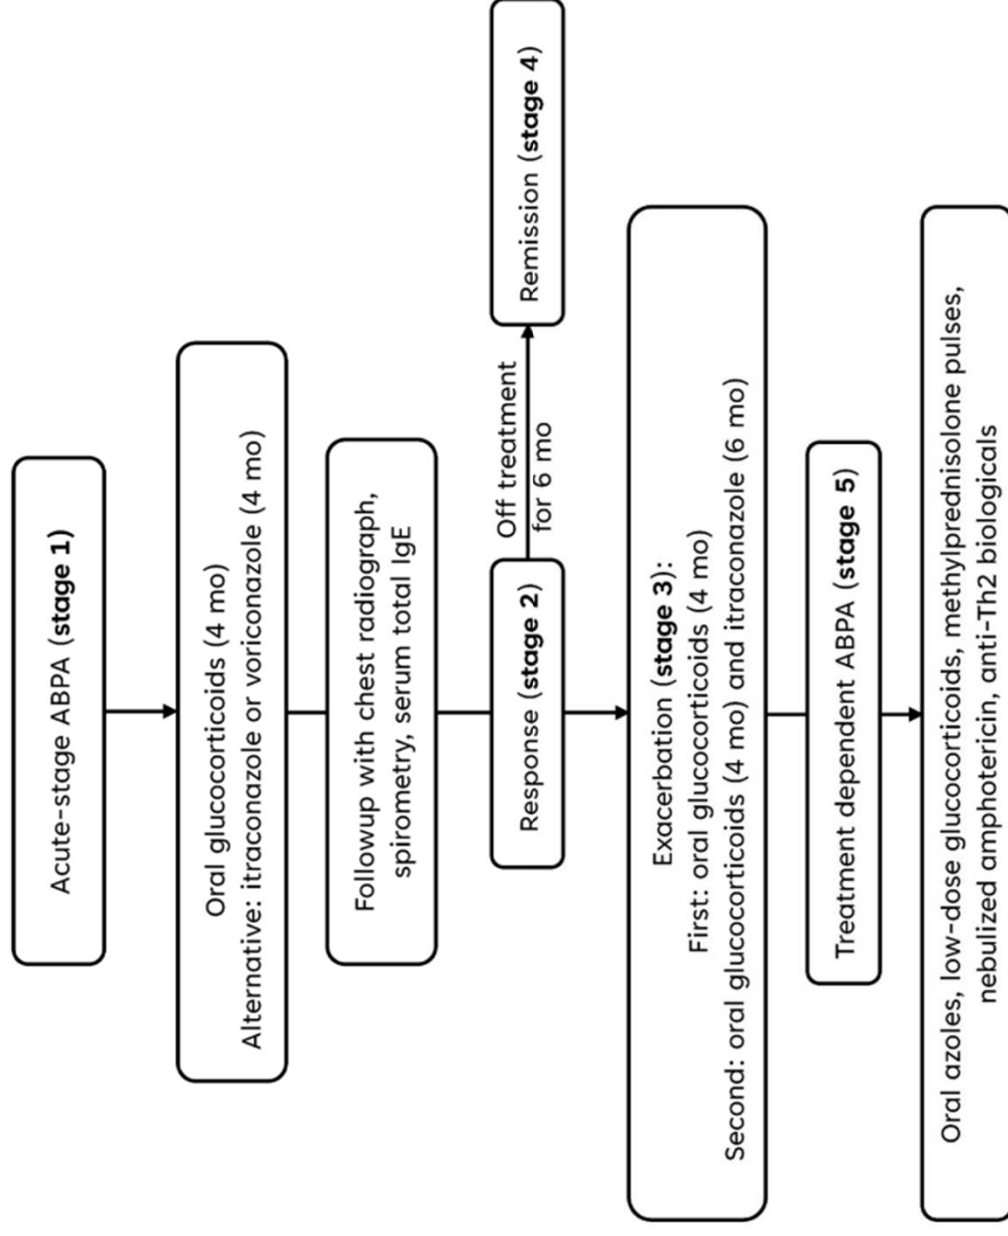 Acute-stage ABPA (stage 1)
Oral glucocorticoids (4 mo)
Alternative: itraconazole or voriconazole (4 mo)
Followup with chest radiograph,
spirometry, serum total IgE
Response (stage 2)
Off treatment
for 6 mo
Remission (stage 4)
Exacerbation (stage 3):
First: oral glucocorticoids (4 mo)
Second: oral glucocorticoids (4 mo) and itraconazole (6 mo)
Treatment dependent ABPA (stage 5)
Oral azoles, low-dose glucocorticoids, methylprednisolone pulses,
nebulized amphotericin, anti-Th2 biologicals